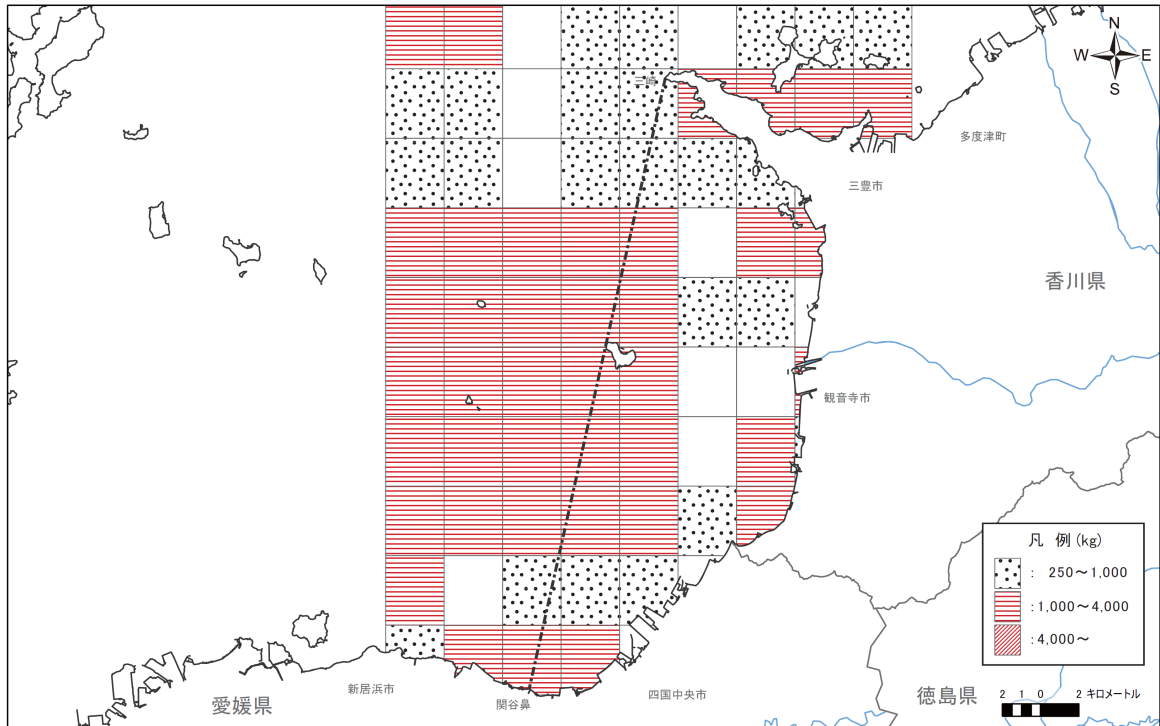 N
W E
S
三崎
多度津町
三豊市
香川県
観音寺市
凡 例 (kg)
: 250～1,000
:1,000～4,000
:4,000～
新居浜市
愛媛県
関谷鼻
四国中央市
徳島県
2 1 0 2 キロメートル